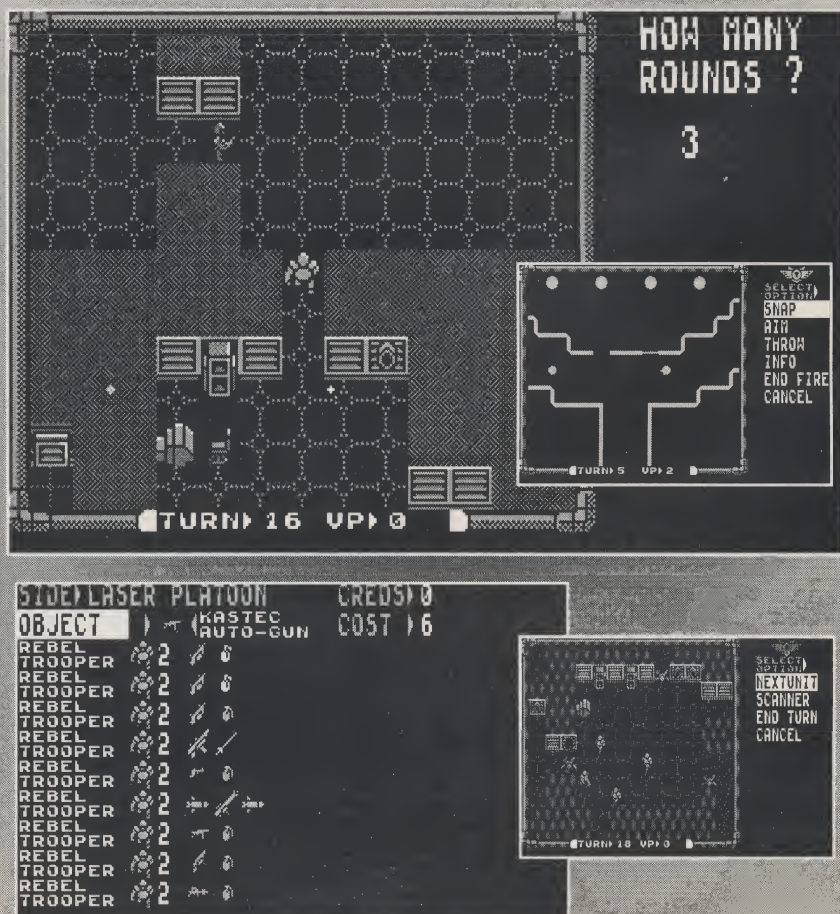 HOW MANY
ROUNDS ?
3
SELECT
OPTION
SNAP
AIM
THROW
INFO
END FIRE
CANCEL
TURN 5 VP 2
TURN 16 VP 0
SIDE LASER PLATOON CREDS 0
OBJECT ) (KASTEC
AUTO-GUN COST ) 6
REBEL
TROOPER 2
REBEL
TROOPER 2
REBEL
TROOPER 2
REBEL
TROOPER 2
REBEL
TROOPER 2
REBEL
TROOPER 2
REBEL
TROOPER 2
REBEL
TROOPER 2
REBEL
TROOPER 2
SELECT
OPTION
NEXTUNIT
SCANNER
END TURN
CANCEL
TURN 18 VP 0